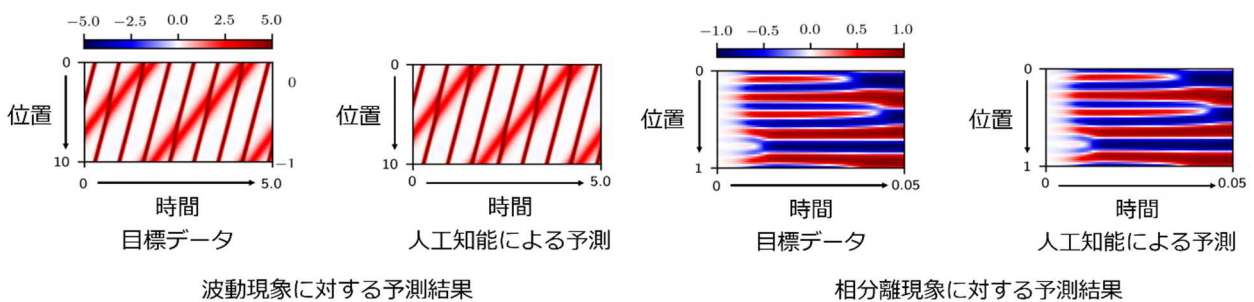 −5.0 −2.5 0.0 2.5 5.0
0
位置
10
0
−1
0 5.0
時間
目標データ
0
位置
10
0 5.0
時間
人工知能による予測
波動現象に対する予測結果
−1.0 −0.5 0.0 0.5 1.0
0
位置
1
0 0.05
時間
目標データ
0
位置
1
0 0.05
時間
人工知能による予測
相分離現象に対する予測結果